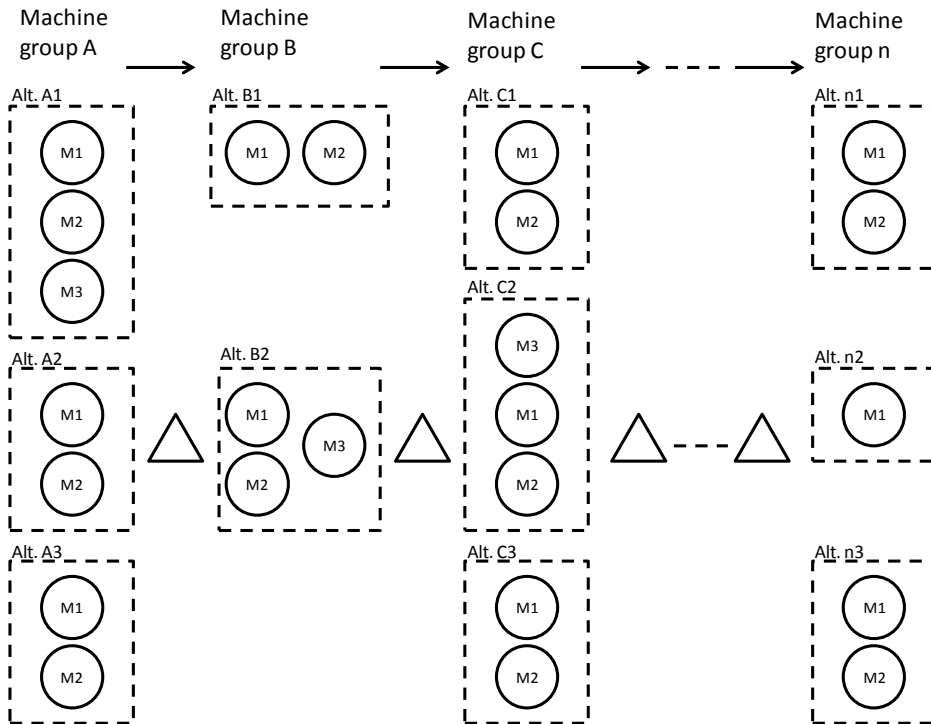 Machine
group A
Machine
group B
Machine
group C
Machine
group n
Alt. A1
M1
M2
M3
Alt. B1
M1 M2
Alt. C1
M1
M2
Alt. n1
M1
M2
Alt. A2
M1
M2
Alt. B2
M1
M2
M3
Alt. C2
M3
M1
M2
Alt. n2
M1
Alt. A3
M1
M2
Alt. C3
M1
M2
Alt. n3
M1
M2